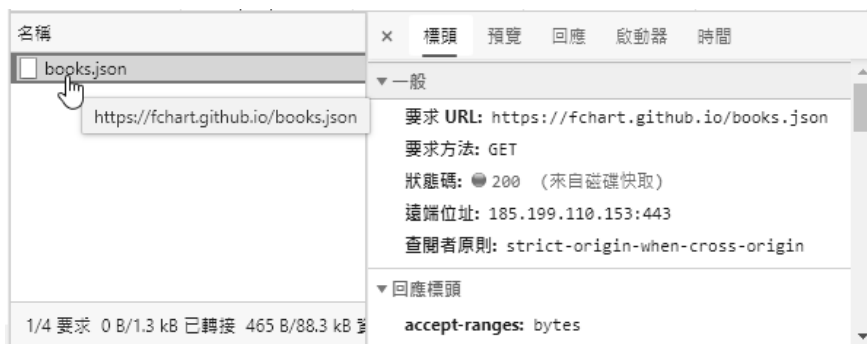 名稱
books.json
https://fchart.github.io/books.json
1/4 要求 0 B/1.3 kB 已轉接 465 B/88.3 kB
× 標頭 預覽 回應 啟動器 時間
▼一般
要求 URL: https://fchart.github.io/books.json
要求方法: GET
狀態碼: 200 (來自磁碟快取)
遠端位址: 185.199.110.153:443
查閱者原則: strict-origin-when-cross-origin
▼回應標頭
accept-ranges: bytes